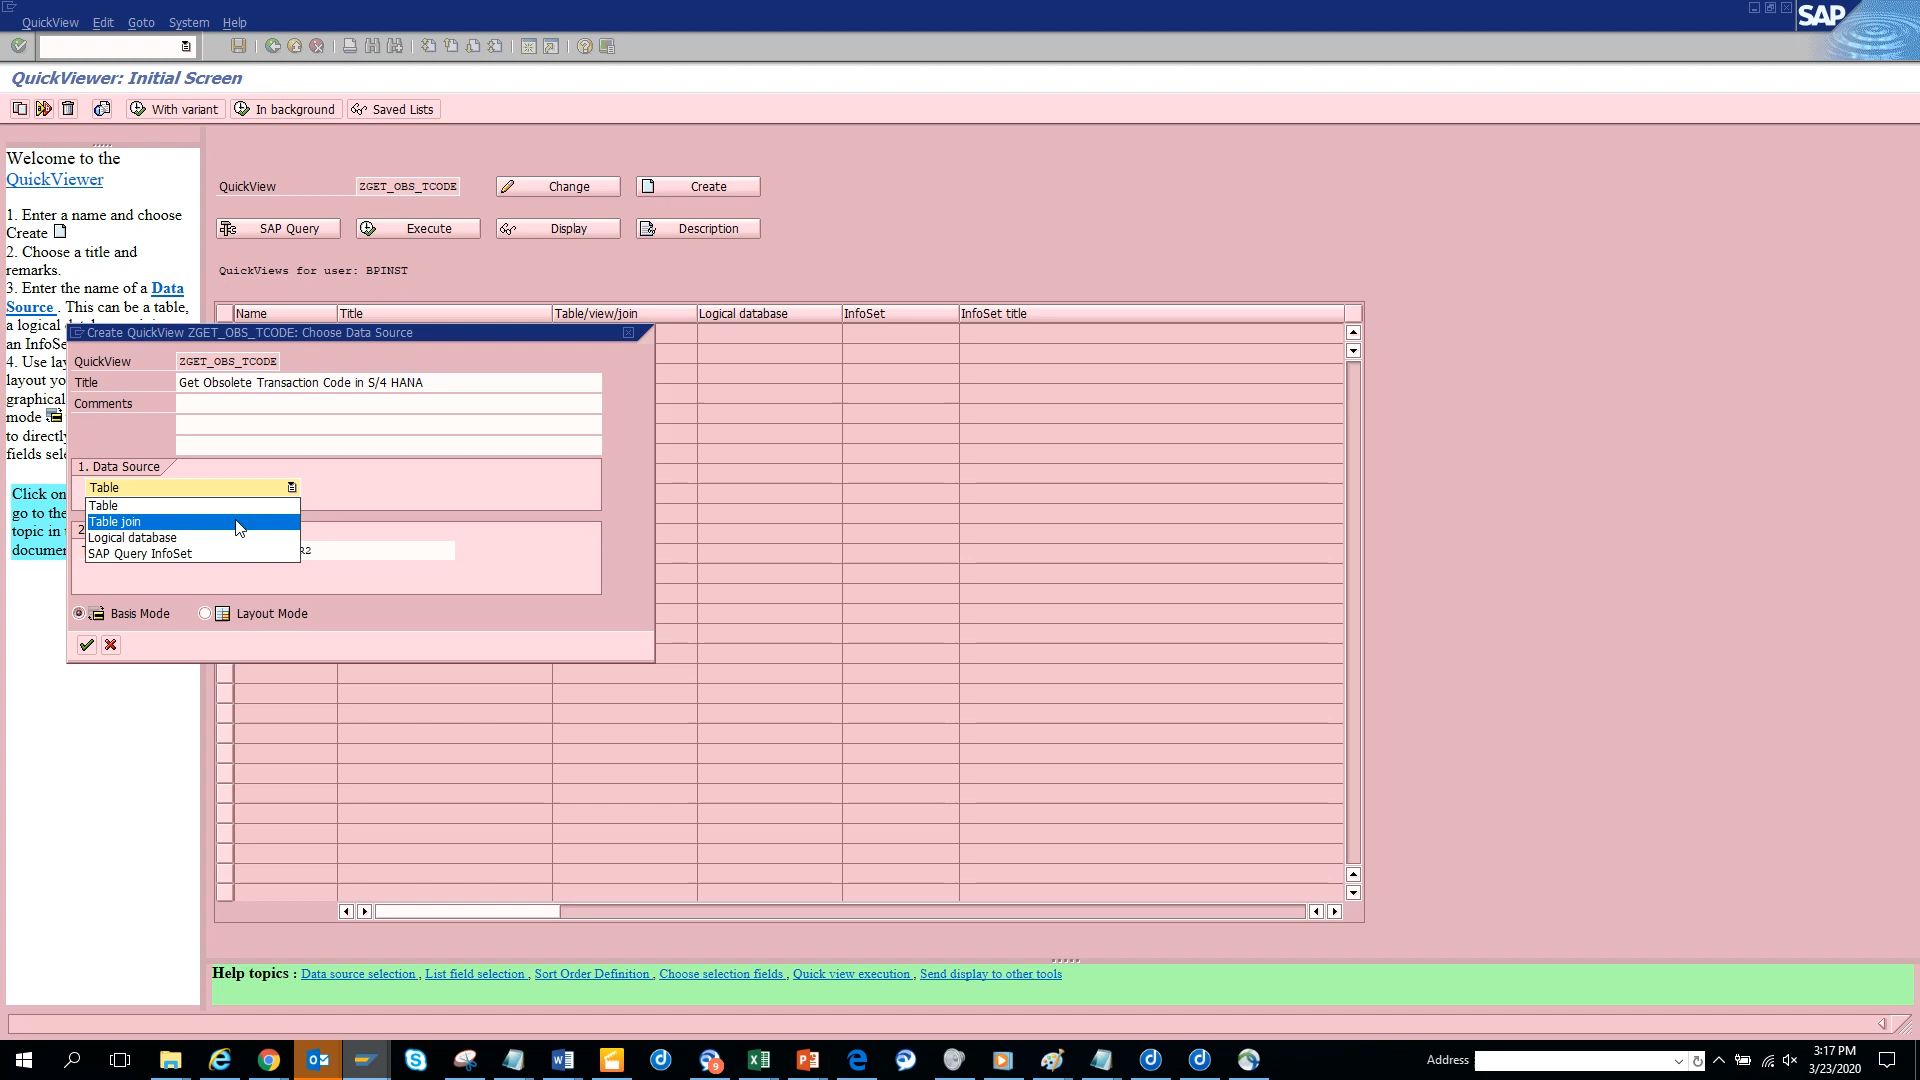 QuickView Edit Goto System Help
SAP
QuickViewer: Initial Screen
With variant In background Saved Lists
Welcome to the
QuickViewer
1. Enter a name and choose
Create
2. Choose a title and
remarks.
3. Enter the name of a Data
Source . This can be a table,
a logical
an InfoSe
4. Use lay
layout yo
graphical
mode
to directly
fields sele
Click on
go to the
topic in
documen
QuickView ZGET_OBS_TCODE Change Create
SAP Query Execute Display Description
QuickViews for user: BPINST
Name Title Table/view/join Logical database InfoSet InfoSet title
Create QuickView ZGET_OBS_TCODE: Choose Data Source
QuickView ZGET_OBS_TCODE
Title Get Obsolete Transaction Code in S/4 HANA
Comments
1. Data Source
Table
Table
Table join
Logical database
SAP Query InfoSet
2
R2
Basis Mode Layout Mode
Help topics : Data source selection , List field selection , Sort Order Definition , Choose selection fields , Quick view execution , Send display to other tools
9
Address
3:17 PM
3/23/2020